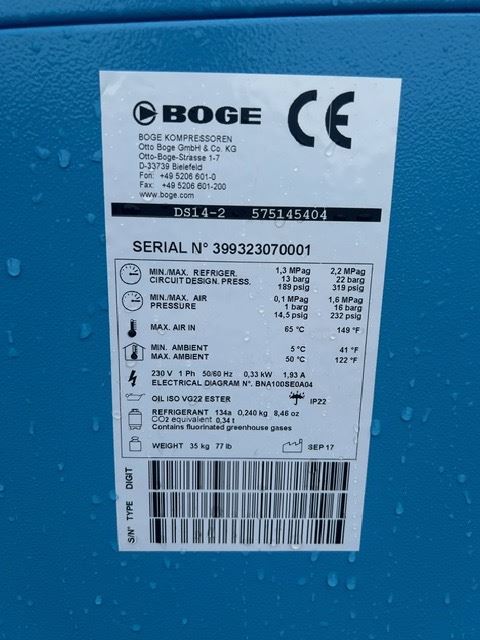 BOGE CE
BOGE KOMPRESSOREN
Otto Boge GmbH & Co. KG
Otto-Boge-Strasse 1-7
D-33739 Bielefeld
Fon: +49 5206 601-0
Fax: +49 5206 601-200
www.boge.com
DS14-2 575145404
SERIAL N° 399323070001
MIN./MAX. REFRIGER. 1,3 MPag 2,2 MPag
CIRCUIT DESIGN. PRESS. 13 barg 22 barg
189 psig 319 psig
MIN./MAX. AIR 0,1 MPag 1,6 MPag
PRESSURE 1 barg 16 barg
14,5 psig 232 psig
MAX. AIR IN 65 °C 149 °F
MIN. AMBIENT 5 °C 41 °F
MAX. AMBIENT 50 °C 122 °F
230 V 1 Ph 50/60 Hz 0,33 kW 1,93 A
ELECTRICAL DIAGRAM N°. BNA100SE0A04
OIL ISO VG22 ESTER IP22
REFRIGERANT 134a 0,240 kg 8,46 oz
CO2 equivalent 0,34 t
Contains fluorinated greenhouse gases
WEIGHT 35 kg 77 lb SEP 17
DIGIT
TYPE
S/N°